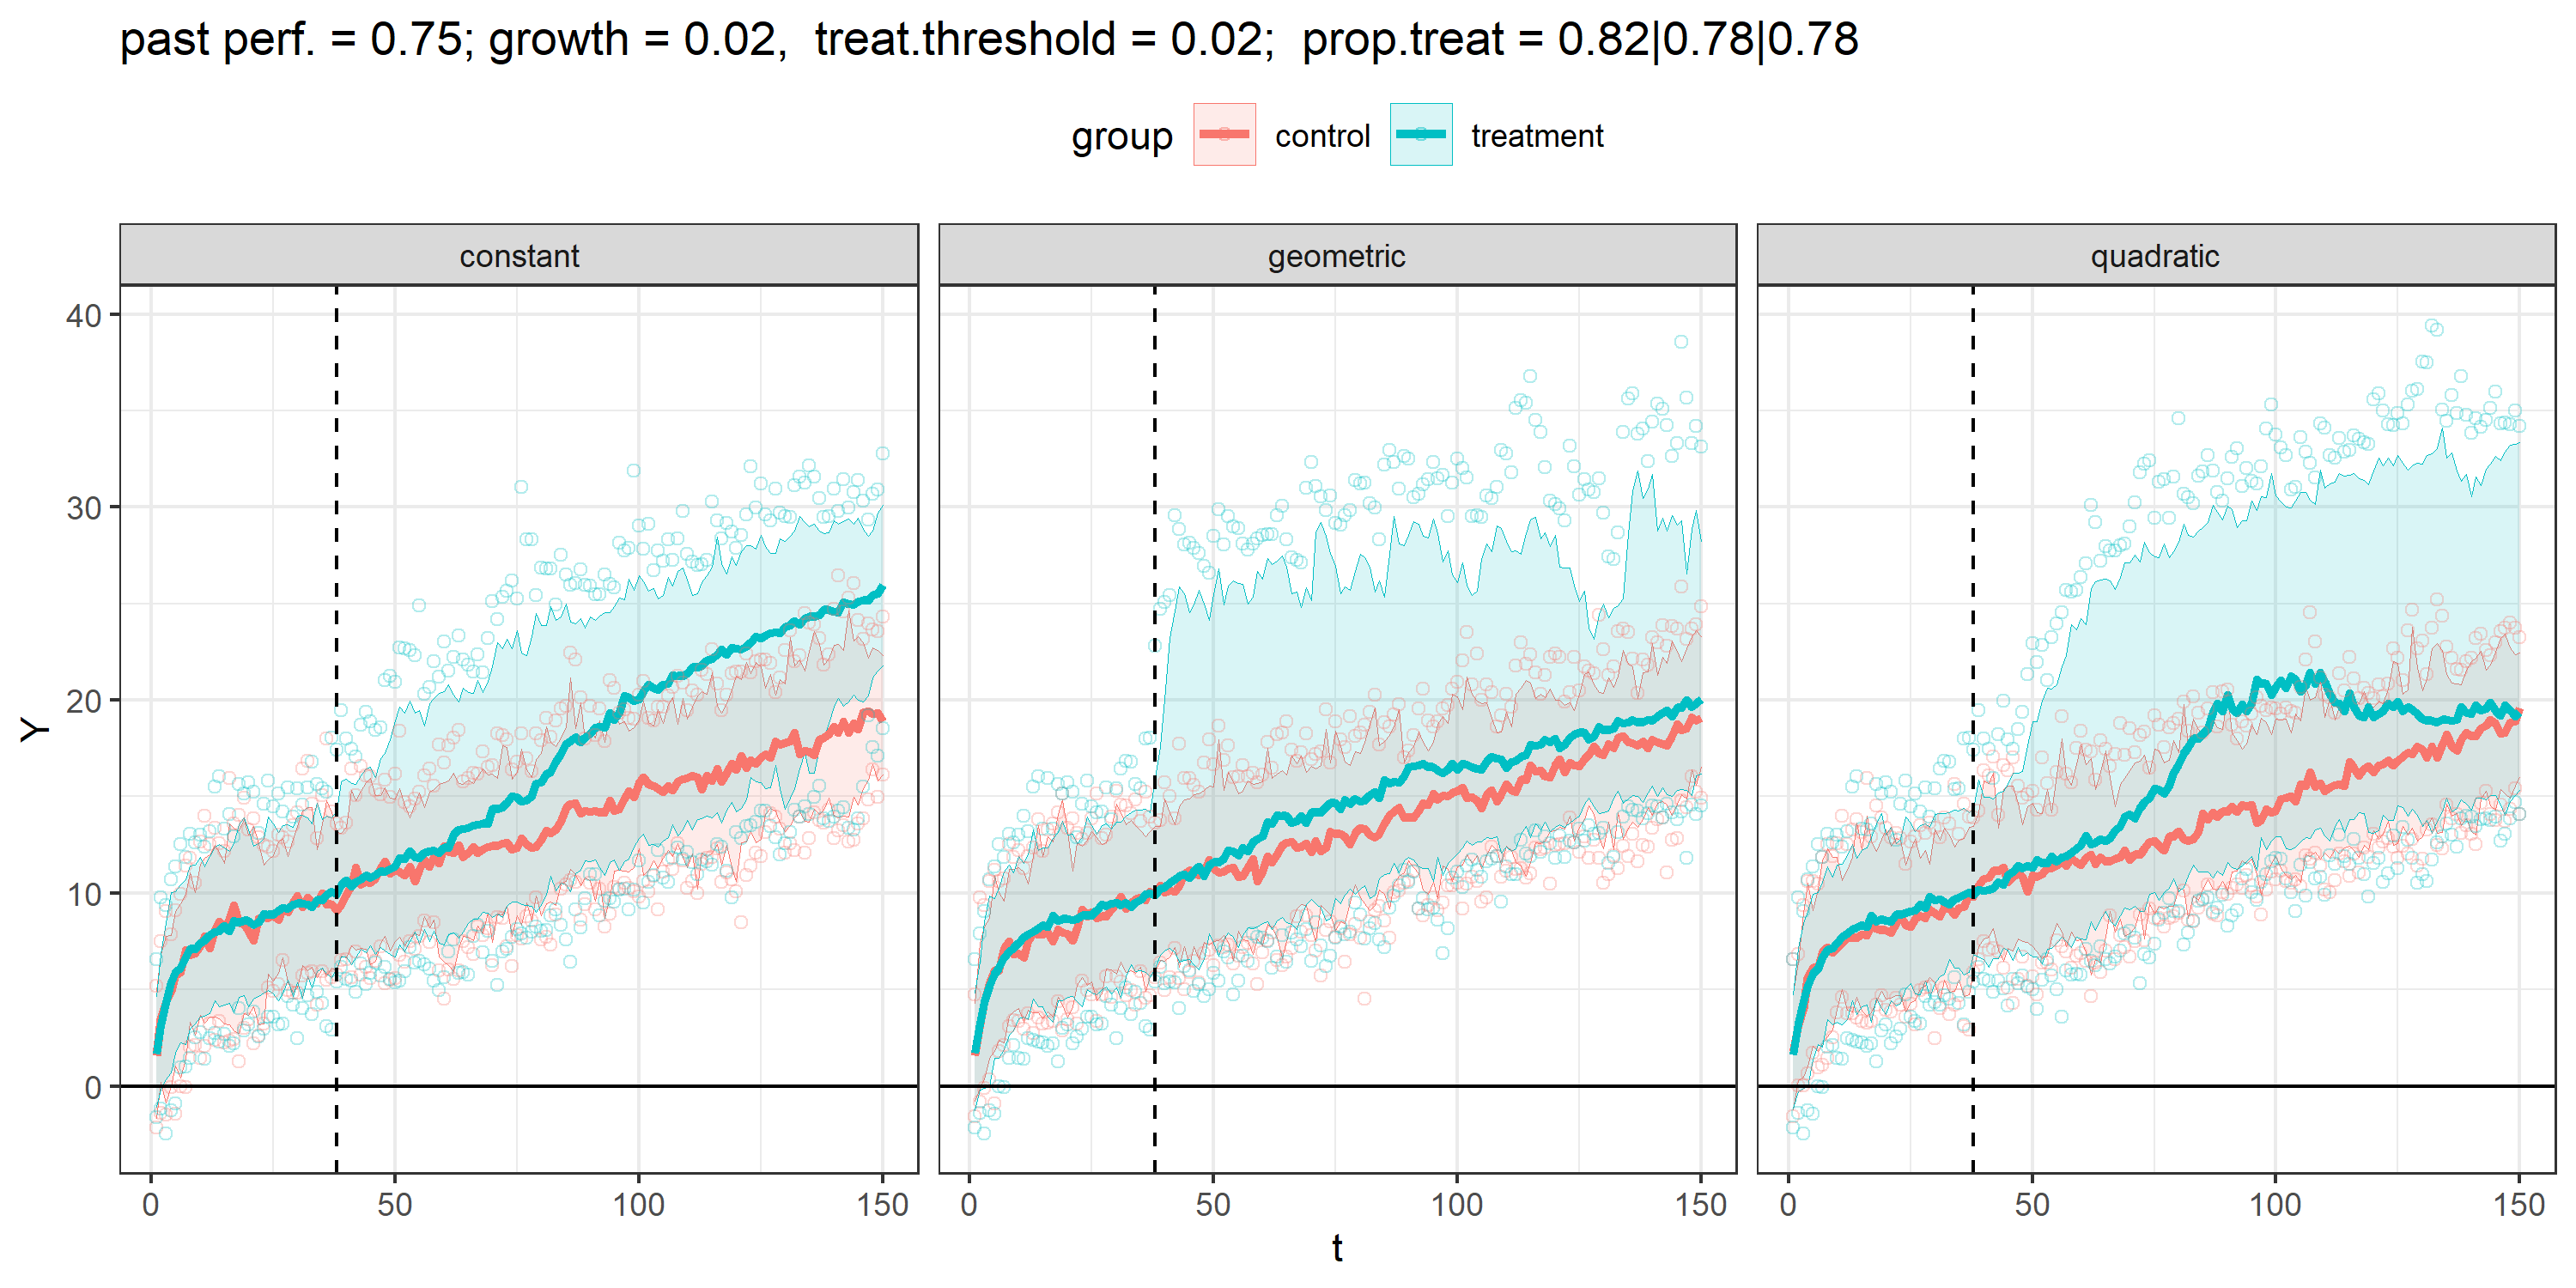 past perf. = 0.75; growth = 0.02,  treat.threshold = 0.02;  prop.treat = 0.82|0.78|0.78
group control treatment
constant geometric quadratic
40
30
20
10
0
Y
0 50 100 150 0 50 100 150 0 50 100 150
t